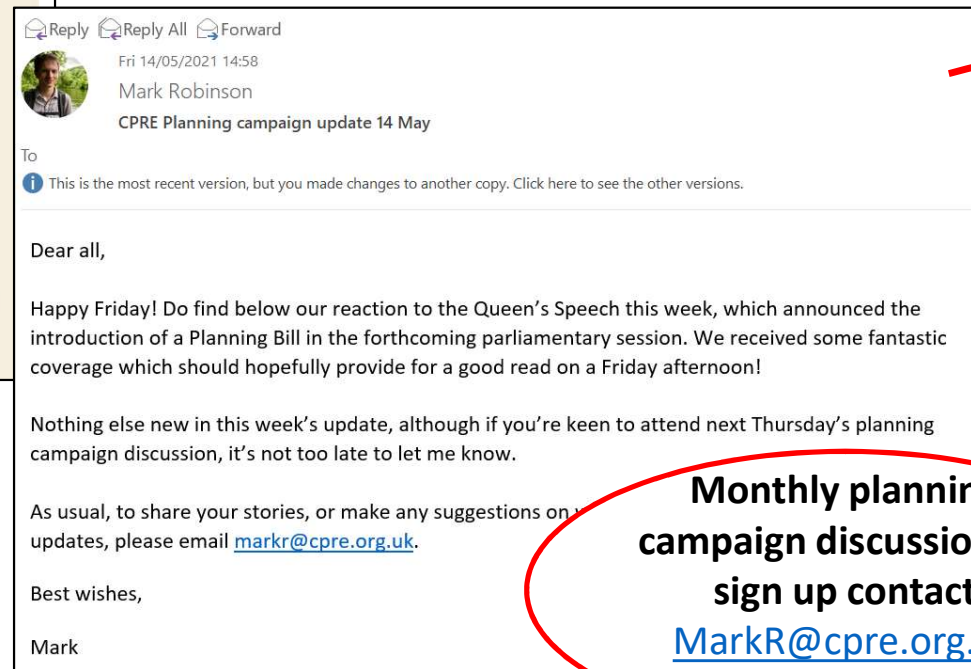 Reply Reply All Forward
Fri 14/05/2021 14:58
Mark Robinson
CPRE Planning campaign update 14 May
To
This is the most recent version, but you made changes to another copy. Click here to see the other versions.
Dear all,
Happy Friday! Do find below our reaction to the Queen's Speech this week, which announced the
introduction of a Planning Bill in the forthcoming parliamentary session. We received some fantastic
coverage which should hopefully provide for a good read on a Friday afternoon!
Nothing else new in this week's update, although if you're keen to attend next Thursday's planning
campaign discussion, it's not too late to let me know.
As usual, to share your stories, or make any suggestions on
updates, please email markr@cpre.org.uk.
Best wishes,
Mark
Monthly
campaign
sign up contact
MarkR@cpre.org.